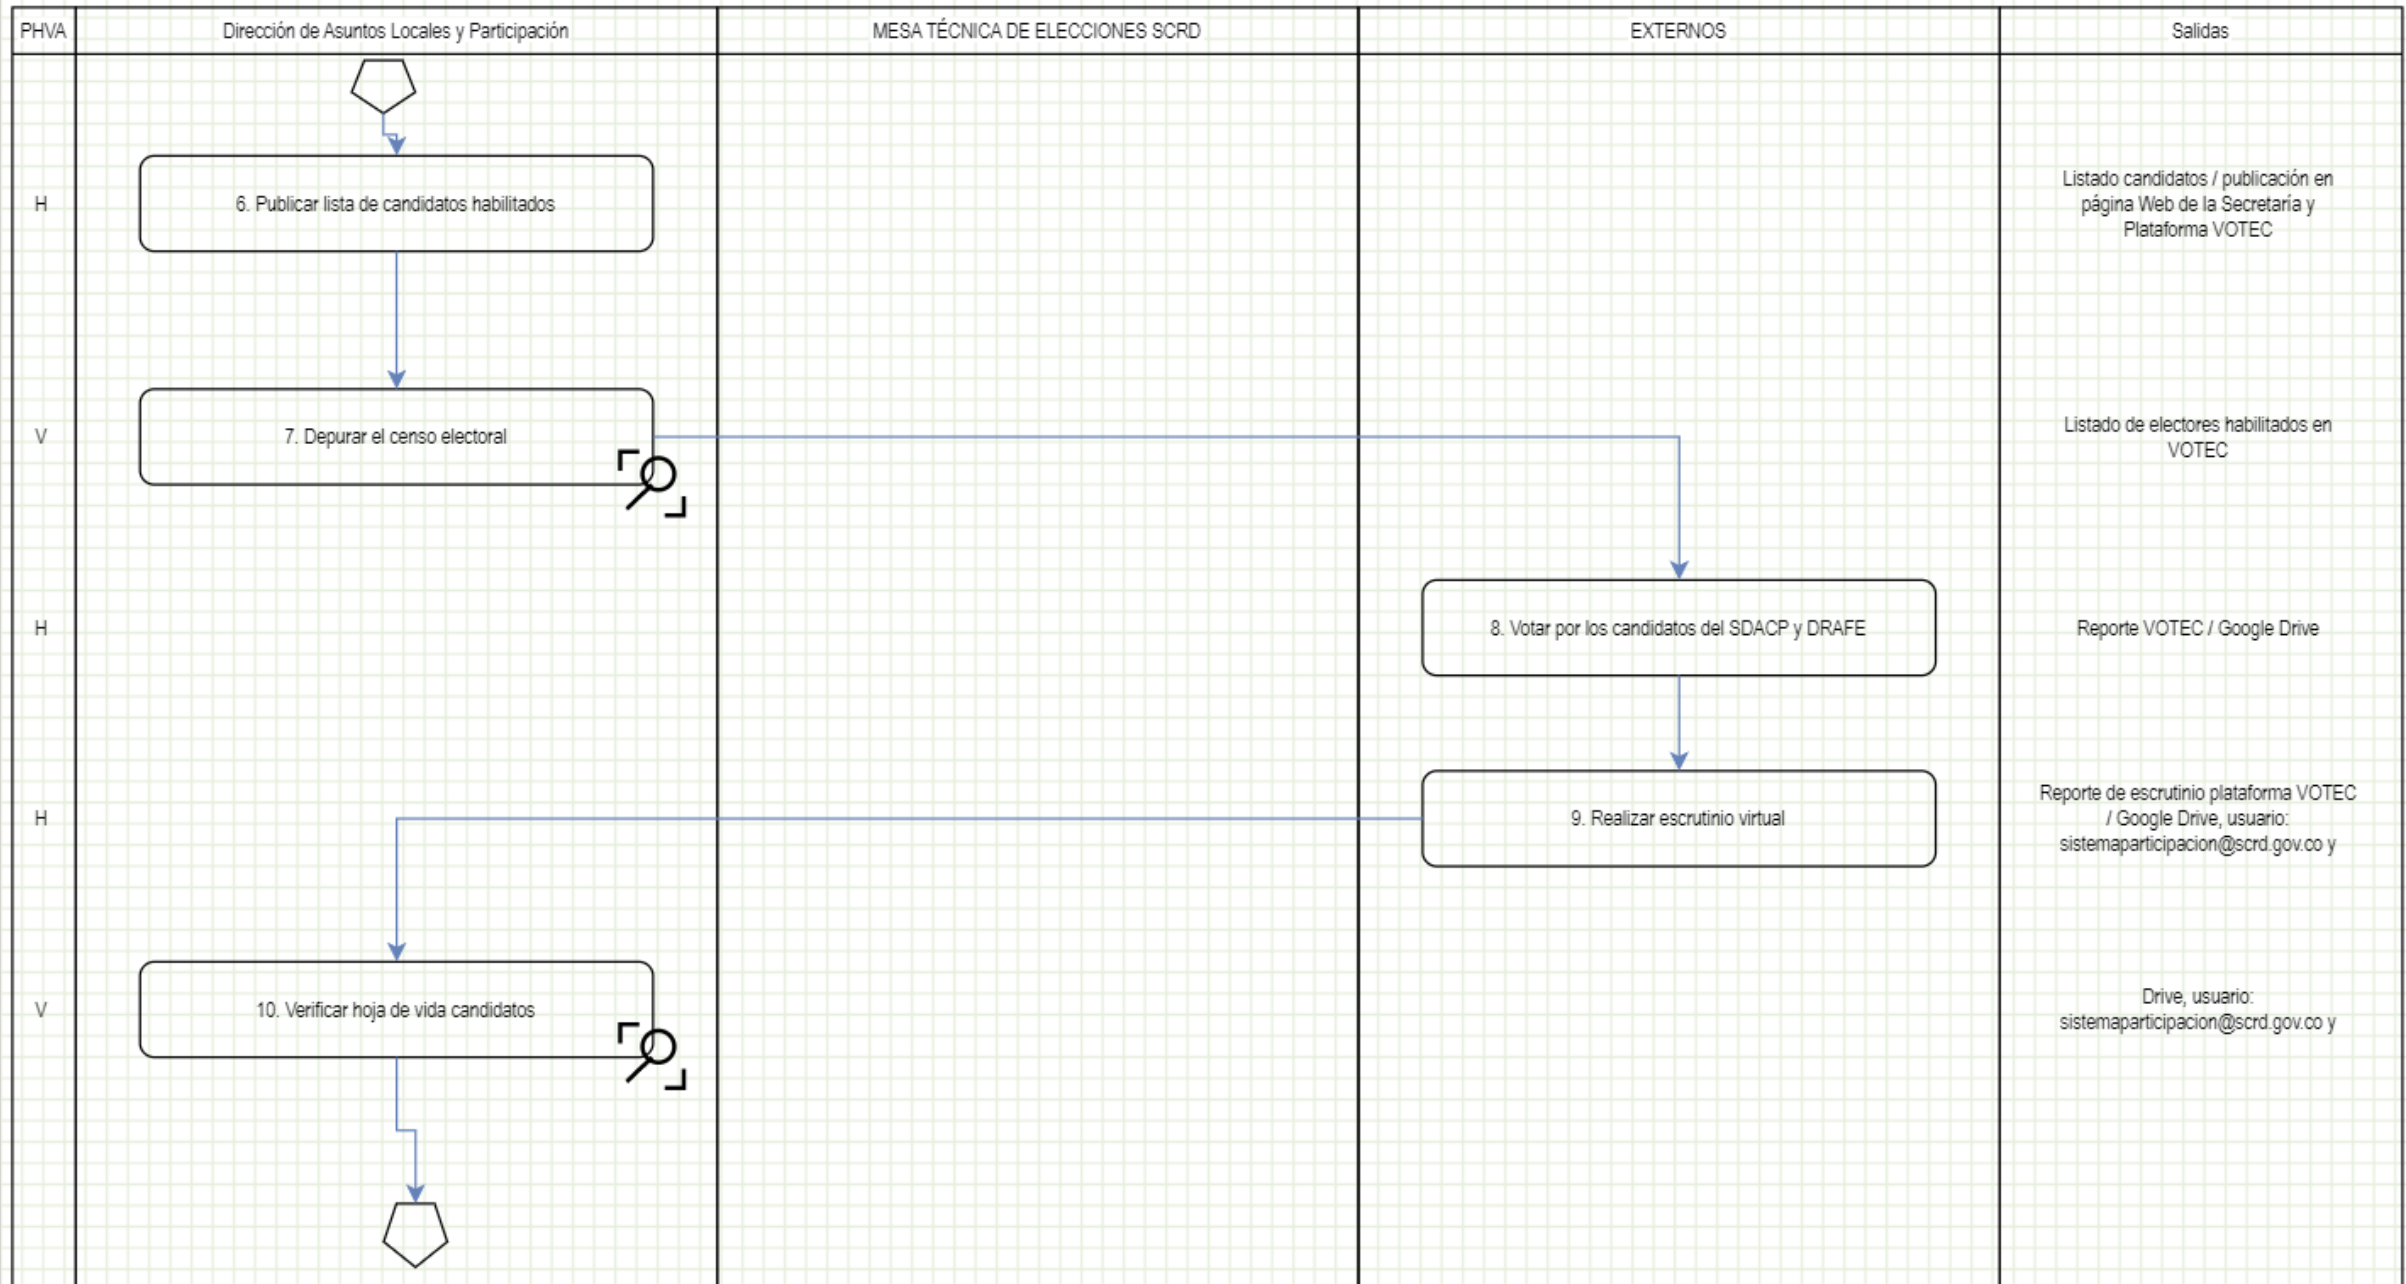 PHVA
Dirección de Asuntos Locales y Participación
MESA TÉCNICA DE ELECCIONES SCRD
EXTERNOS
Salidas
H
6. Publicar lista de candidatos habilitados
Listado candidatos / publicación en
página Web de la Secretaría y
Plataforma VOTEC
V
7. Depurar el censo electoral
Listado de electores habilitados en
VOTEC
H
8. Votar por los candidatos del SDACP y DRAFE
Reporte VOTEC / Google Drive
H
9. Realizar escrutinio virtual
Reporte de escrutinio plataforma VOTEC
/ Google Drive, usuario:
sistemaparticipacion@scrd.gov.co y
V
10. Verificar hoja de vida candidatos
Drive, usuario:
sistemaparticipacion@scrd.gov.co y